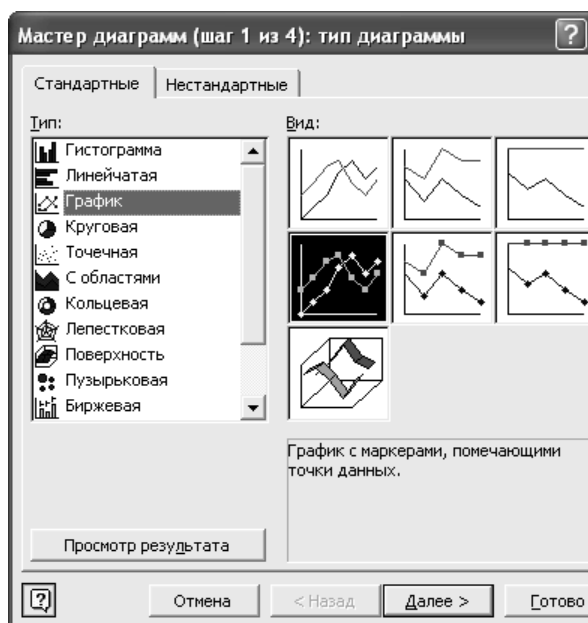 Мастер диаграмм (шаг 1 из 4): тип диаграммы
Стандартные Нестандартные
Тип: Вид:
Гистограмма
Линейчатая
График
Круговая
Точечная
С областями
Кольцевая
Лепестковая
Поверхность
Пузырьковая
Биржевая
График с маркерами, помечающими
точки данных.
Просмотр результата
Отмена < Назад Далее > Готово